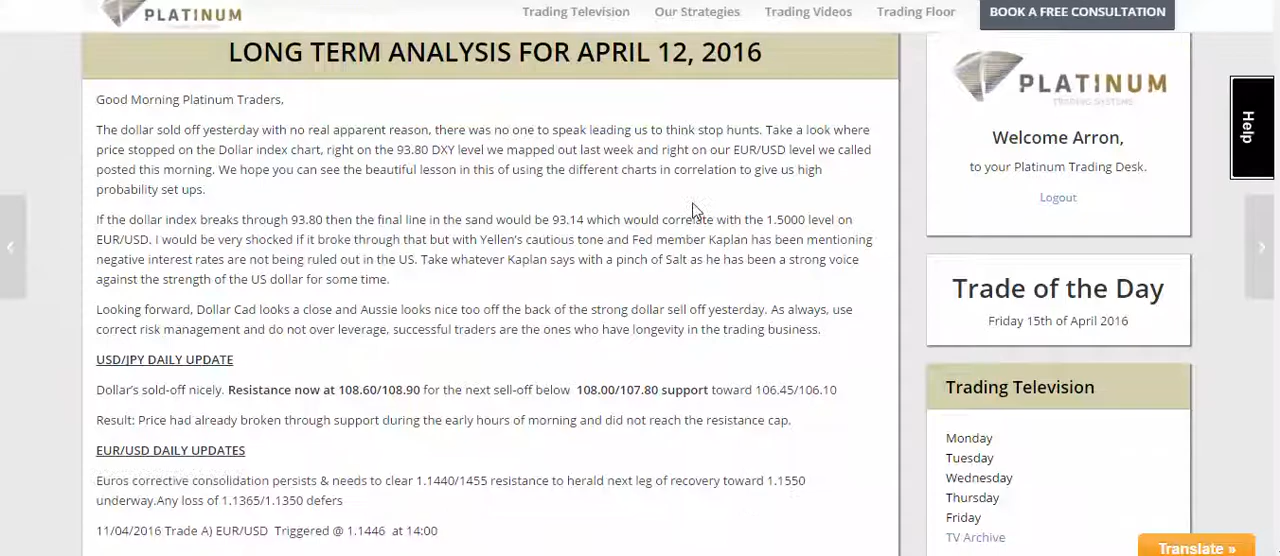 PLATINUM
Trading Television
Our Strategies
Trading Videos
Trading Floor
BOOK A FREE CONSULTATION
LONG TERM ANALYSIS FOR APRIL 12, 2016
Good Morning Platinum Traders,
The dollar sold off yesterday with no real apparent reason, there was no one to speak leading us to think stop hunts. Take a look where
price stopped on the Dollar index chart, right on the 93.80 DXY level we mapped out last week and right on our EUR/USD level we called
posted this morning. We hope you can see the beautiful lesson in this of using the different charts in correlation to give us high
probability set ups.
If the dollar index breaks through 93.80 then the final line in the sand would be 93.14 which would correlate with the 1.5000 level on
EUR/USD. I would be very shocked if it broke through that but with Yellen's cautious tone and Fed member Kaplan has been mentioning
negative interest rates are not being ruled out in the US. Take whatever Kaplan says with a pinch of Salt as he has been a strong voice
against the strength of the US dollar for some time.
Looking forward, Dollar Cad looks a close and Aussie looks nice too off the back of the strong dollar sell off yesterday. As always, use
correct risk management and do not over leverage, successful traders are the ones who have longevity in the trading business.
USD/JPY DAILY UPDATE
Dollar's sold-off nicely. Resistance now at 108.60/108.90 for the next sell-off below 108.00/107.80 support toward 106.45/106.10
Result: Price had already broken through support during the early hours of morning and did not reach the resistance cap.
EUR/USD DAILY UPDATES
Euros corrective consolidation persists & needs to clear 1.1440/1455 resistance to herald next leg of recovery toward 1.1550
underway.Any loss of 1.1365/1.1350 defers
11/04/2016 Trade A) EUR/USD Triggered @ 1.1446 at 14:00
PLATINUM
TRADING SYSTEMS
Welcome Arron,
to your Platinum Trading Desk.
Logout
Trade of the Day
Friday 15th of April 2016
Trading Television
Monday
Tuesday
Wednesday
Thursday
Friday
TV Archive
Help
Translate »